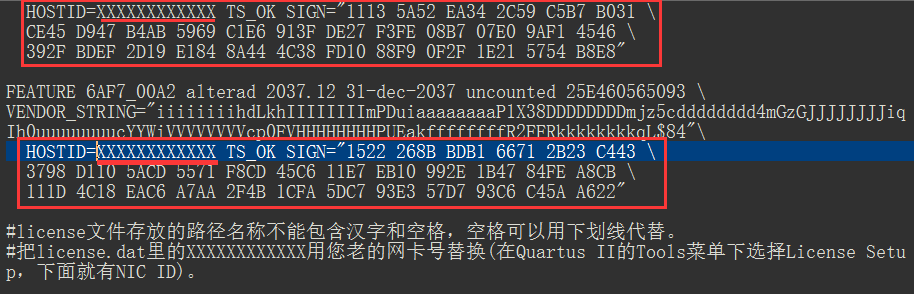 HOSTID=XXXXXXXXXXXX TS_OK SIGN="1113 5A52 EA34 2C59 C5B7 B031 \
CE45 D947 B4AB 5969 C1E6 913F DE27 F3FE 08B7 07E0 9AF1 4546 \
392F BDEF 2D19 E184 8A44 4C38 FD10 88F9 0F2F 1E21 5754 B8E8"
FEATURE 6AF7_00A2 alterad 2037.12 31-dec-2037 uncounted 25E460565093 \
HOSTID=XXXXXXXXXXXX TS_OK SIGN="1522 268B BDB1 6671 2B23 C443 \
3798 D110 5ACD 5571 F8CD 45C6 11E7 EB10 992E 1B47 84FE A8CB \
111D 4C18 EAC6 A7AA 2F4B 1CFA 5DC7 93E3 57D7 93C6 C45A A622"
#license文件存放的路径名称不能包含汉字和空格，空格可以用下划线代替。
#把license.dat里的XXXXXXXXXXXX用您老的网卡号替换(在Quartus II的Tools菜单下选择License Setu
p，下面就有NIC ID)。